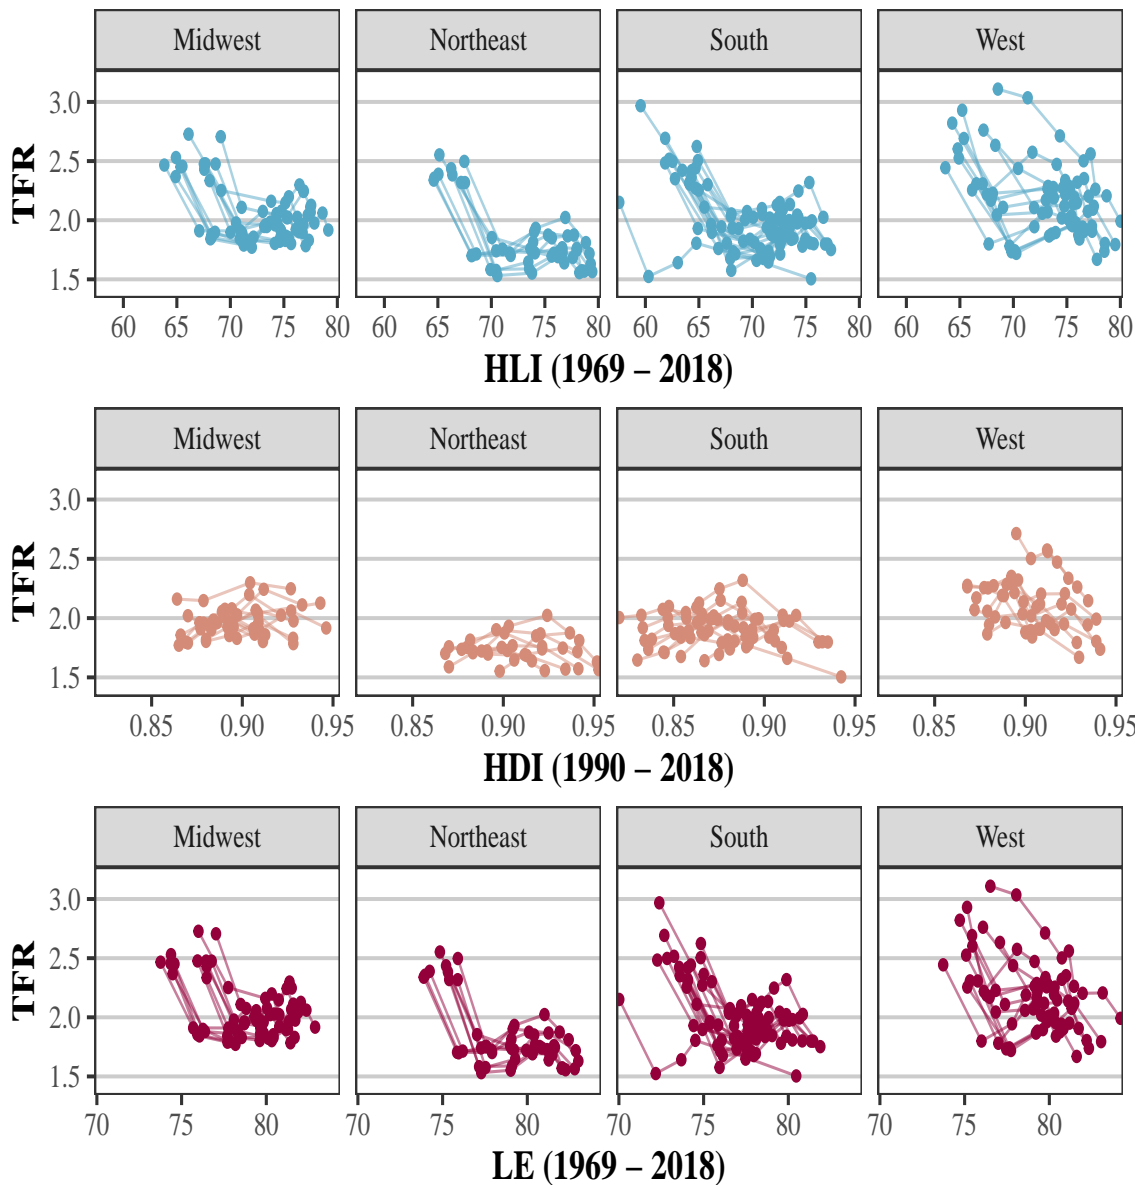 Midwest Northeast South West
3.0
2.5
2.0
1.5
TFR
60 65 70 75 80 60 65 70 75 80 60 65 70 75 80 60 65 70 75 80
HLI (1969 – 2018)
Midwest Northeast South West
3.0
2.5
2.0
1.5
TFR
0.85 0.90 0.95 0.85 0.90 0.95 0.85 0.90 0.95 0.85 0.90 0.95
HDI (1990 – 2018)
Midwest Northeast South West
3.0
2.5
2.0
1.5
TFR
70 75 80 70 75 80 70 75 80 70 75 80
LE (1969 – 2018)